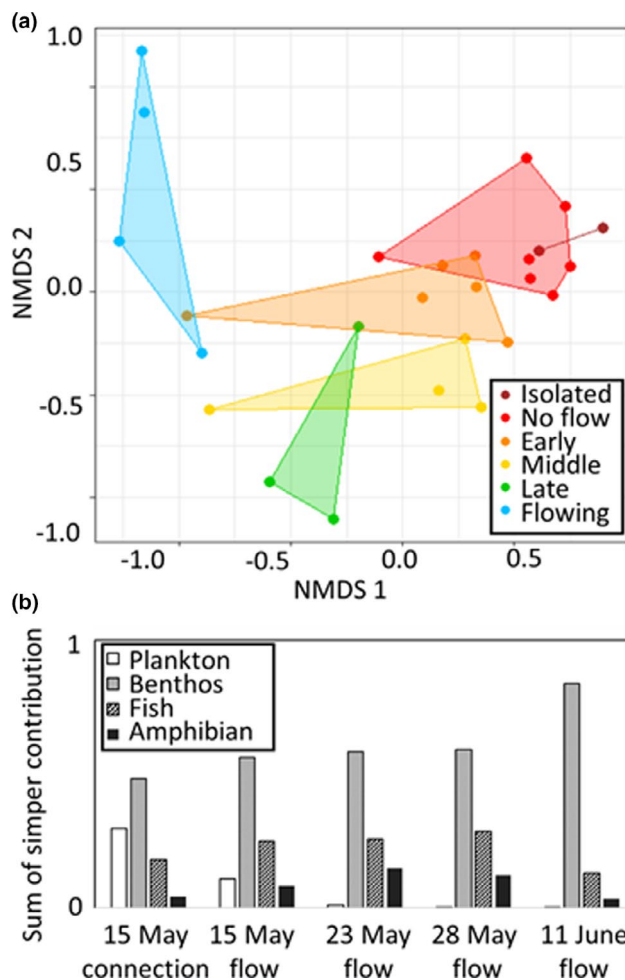 (a)
1.0
0.5
0.0
-0.5
-1.0
NMDS 2
Isolated
No flow
Early
Middle
Late
Flowing
-1.0 -0.5 0.0 0.5
NMDS 1
(b)
1
0
Sum of simper contribution
Plankton
Benthos
Fish
Amphibian
15 May 15 May 23 May 28 May 11 June
connection flow flow flow flow